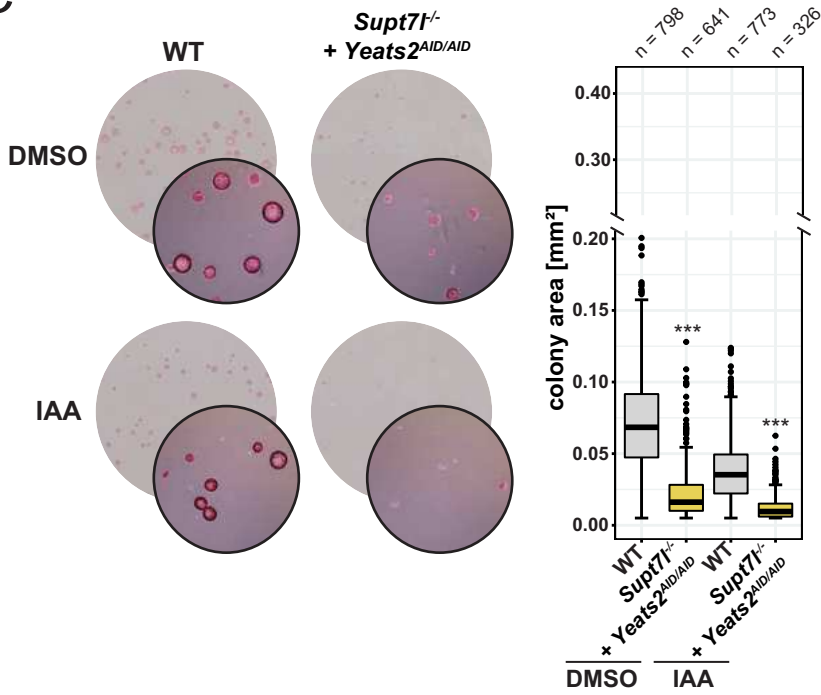 WT
Supt7l-/-
+ Yeats2AID/AID
DMSO
IAA
n = 798
n = 641
n = 773
n = 326
colony area [mm²]
0.40
0.30
0.20
0.15
0.10
0.05
0.00
***
***
WT
Supt7l-/-
+ Yeats2AID/AID
WT
Supt7l-/-
+ Yeats2AID/AID
DMSO
IAA